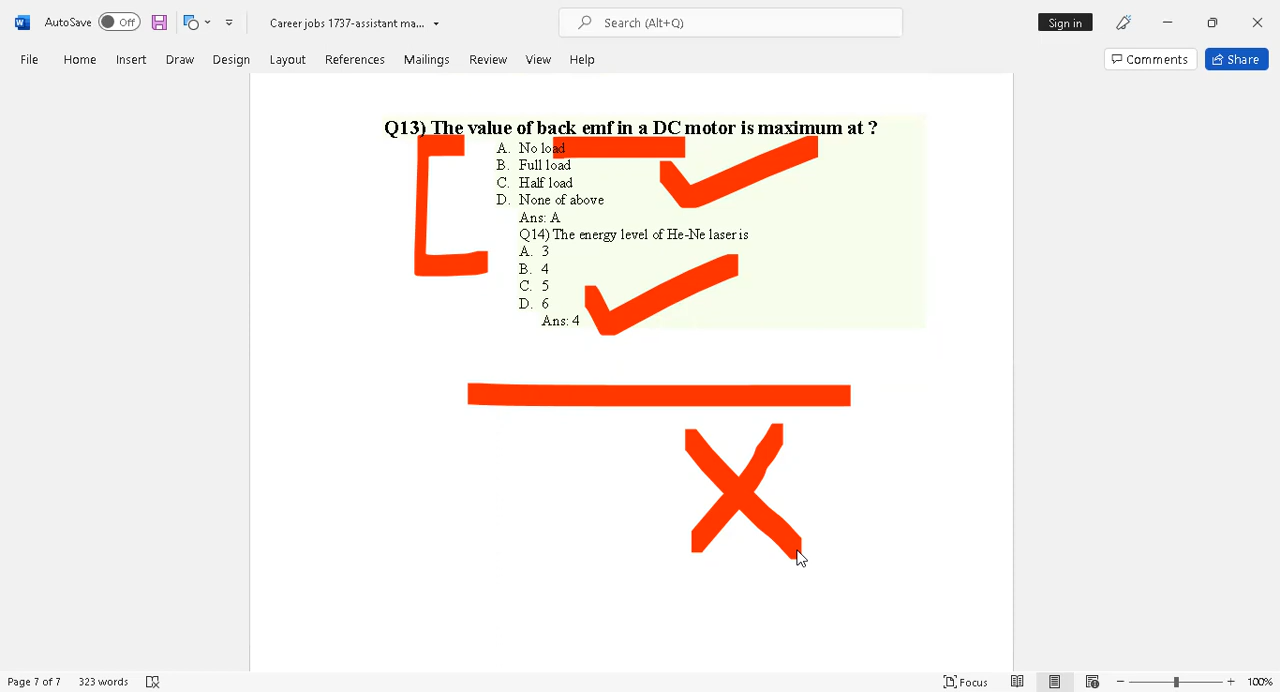 AutoSave Off Career jobs 1737-assistant ma... Search (Alt+Q) Sign in
File Home Insert Draw Design Layout References Mailings Review View Help Comments Share
Q13) The value of back emf in a DC motor is maximum at ?
A. No load
B. Full load
C. Half load
D. None of above
Ans: A
Q14) The energy level of He-Ne laser is
A. 3
B. 4
C. 5
D. 6
Ans: 4
Page 7 of 7 323 words Focus 100%